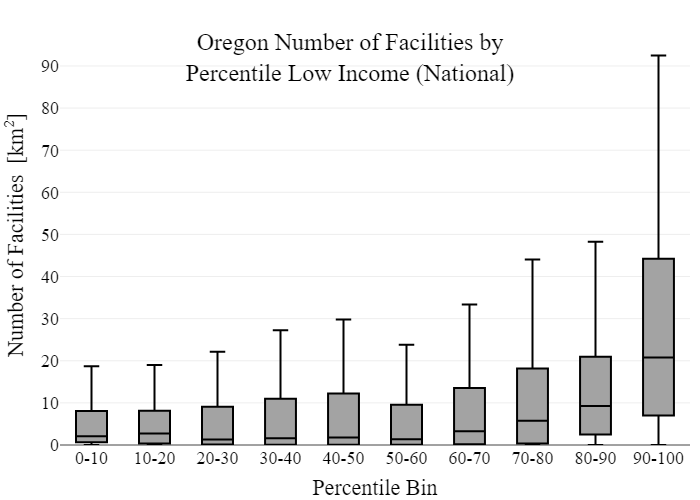 Oregon Number of Facilities by
Percentile Low Income (National)
Number of Facilities [km²]
90
80
70
60
50
40
30
20
10
0
0-10 10-20 20-30 30-40 40-50 50-60 60-70 70-80 80-90 90-100
Percentile Bin